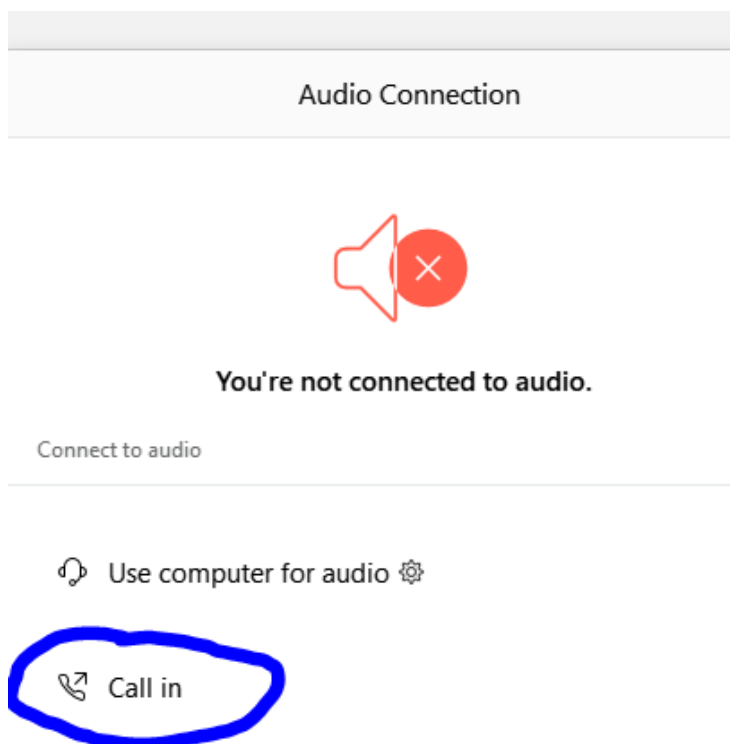 Audio Connection
You're not connected to audio.
Connect to audio
Use computer for audio
Call in